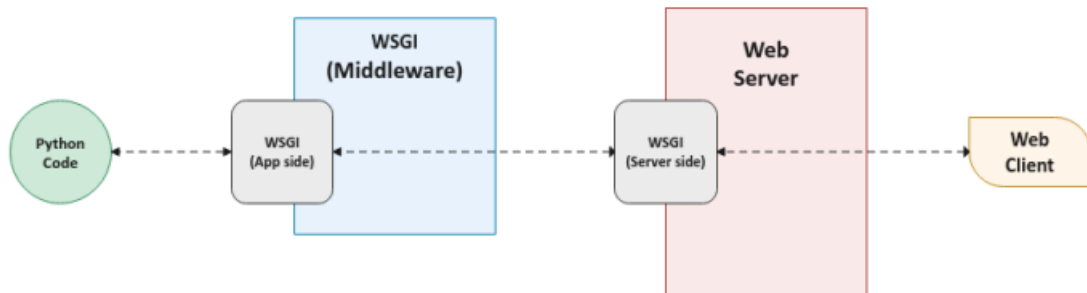 WSGI
(Middleware)
Web
Server
Python
Code
WSGI
(App side)
WSGI
(Server side)
Web
Client